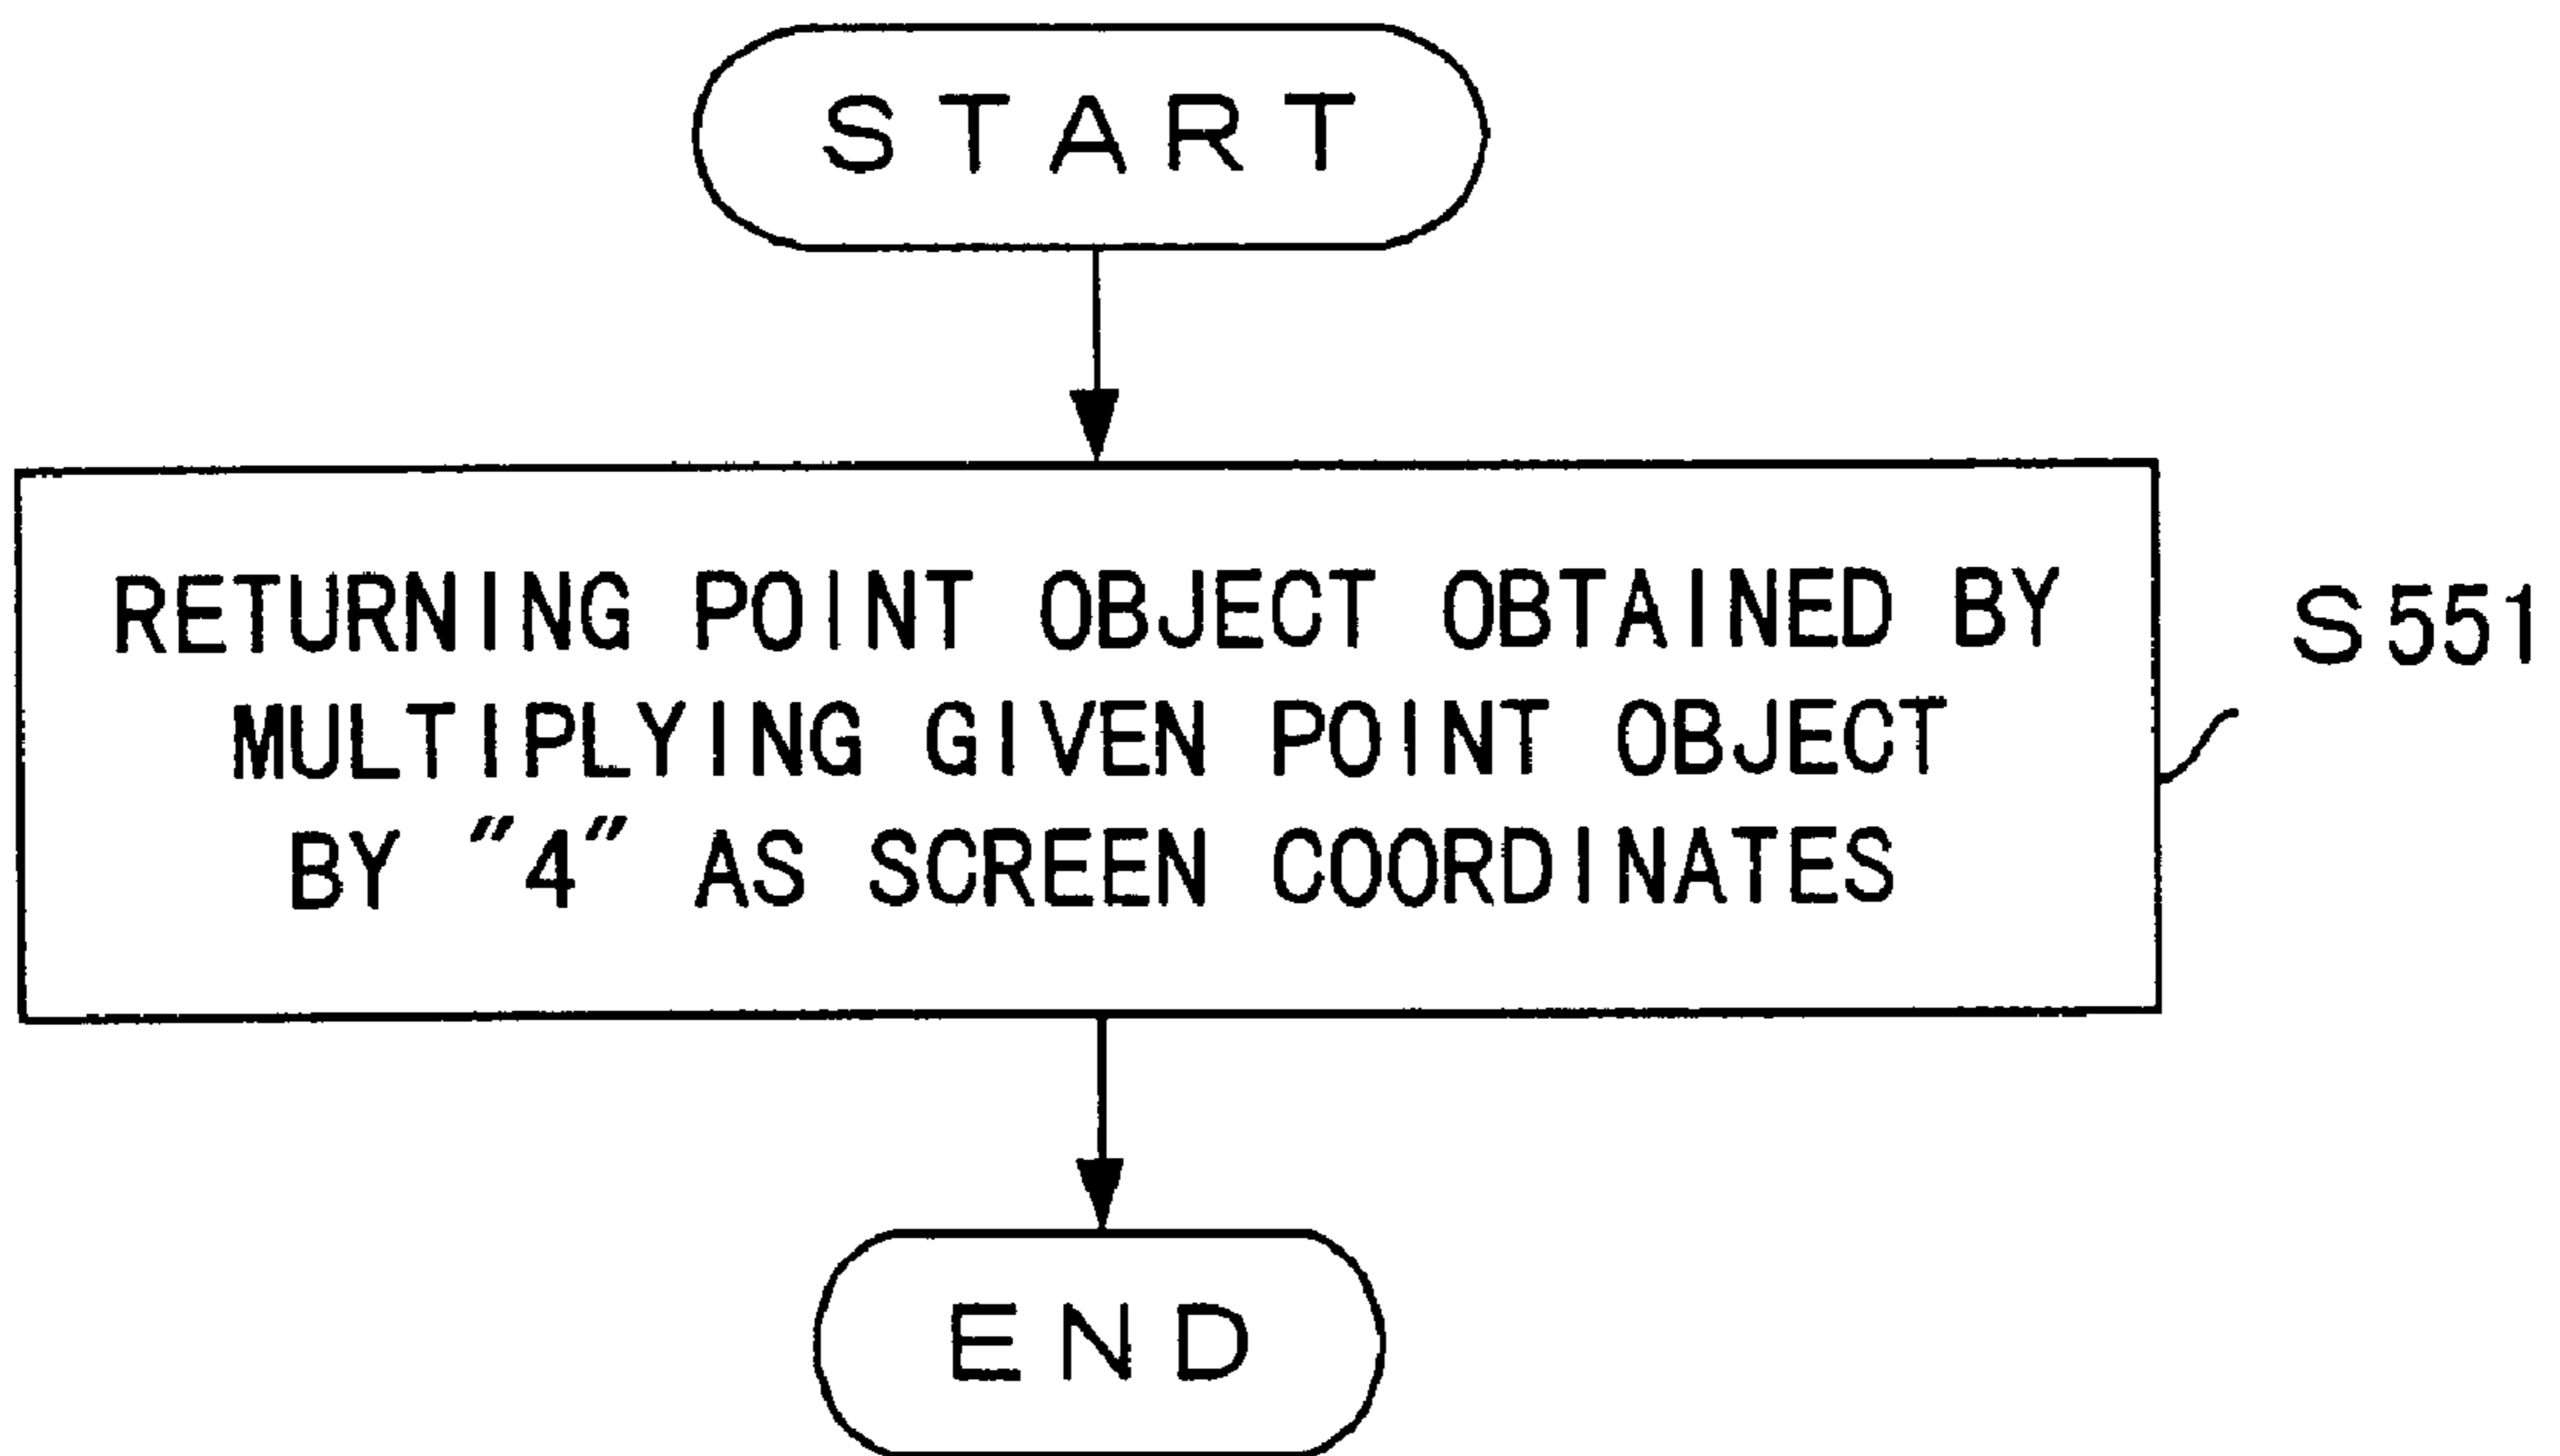 START
RETURNING POINT OBJECT OBTAINED BY
MULTIPLYING GIVEN POINT OBJECT
BY "4" AS SCREEN COORDINATES
S551
END